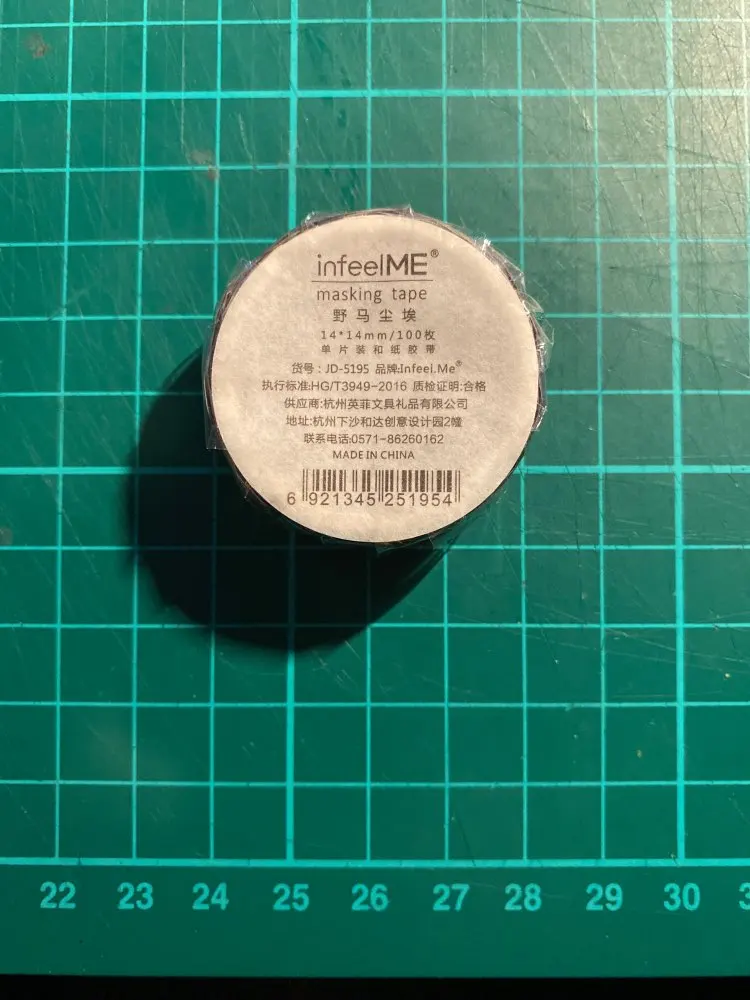 infeelME®
masking tape
野马尘埃
14*14mm/100枚
单片装和纸胶带
货号：JD-5195 品牌:Infeel.Me®
执行标准:HG/T3949-2016 质检证明:合格
供应商:杭州英菲文具礼品有限公司
地址:杭州下沙和达创意设计园2幢
联系电话:0571-86260162
MADE IN CHINA
6 921345 251954
22 23 24 25 26 27 28 29 30